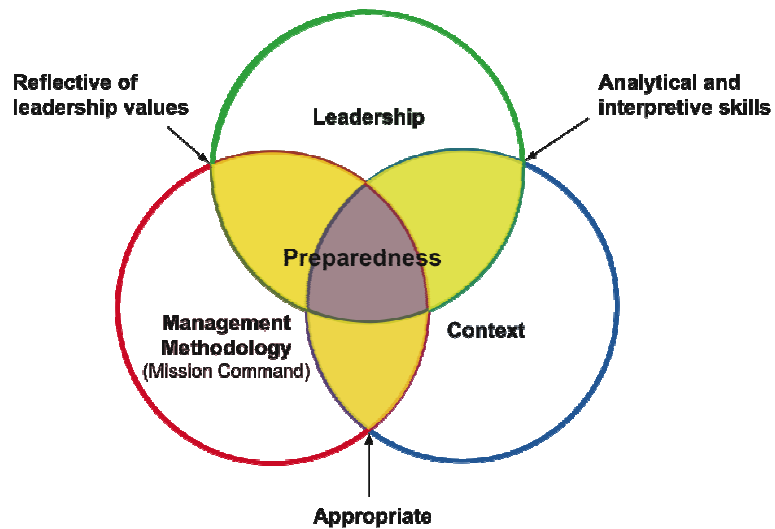 Reflective of
leadership values
Analytical and
interpretive skills
Leadership
Preparedness
Management
Methodology
(Mission Command)
Context
Appropriate